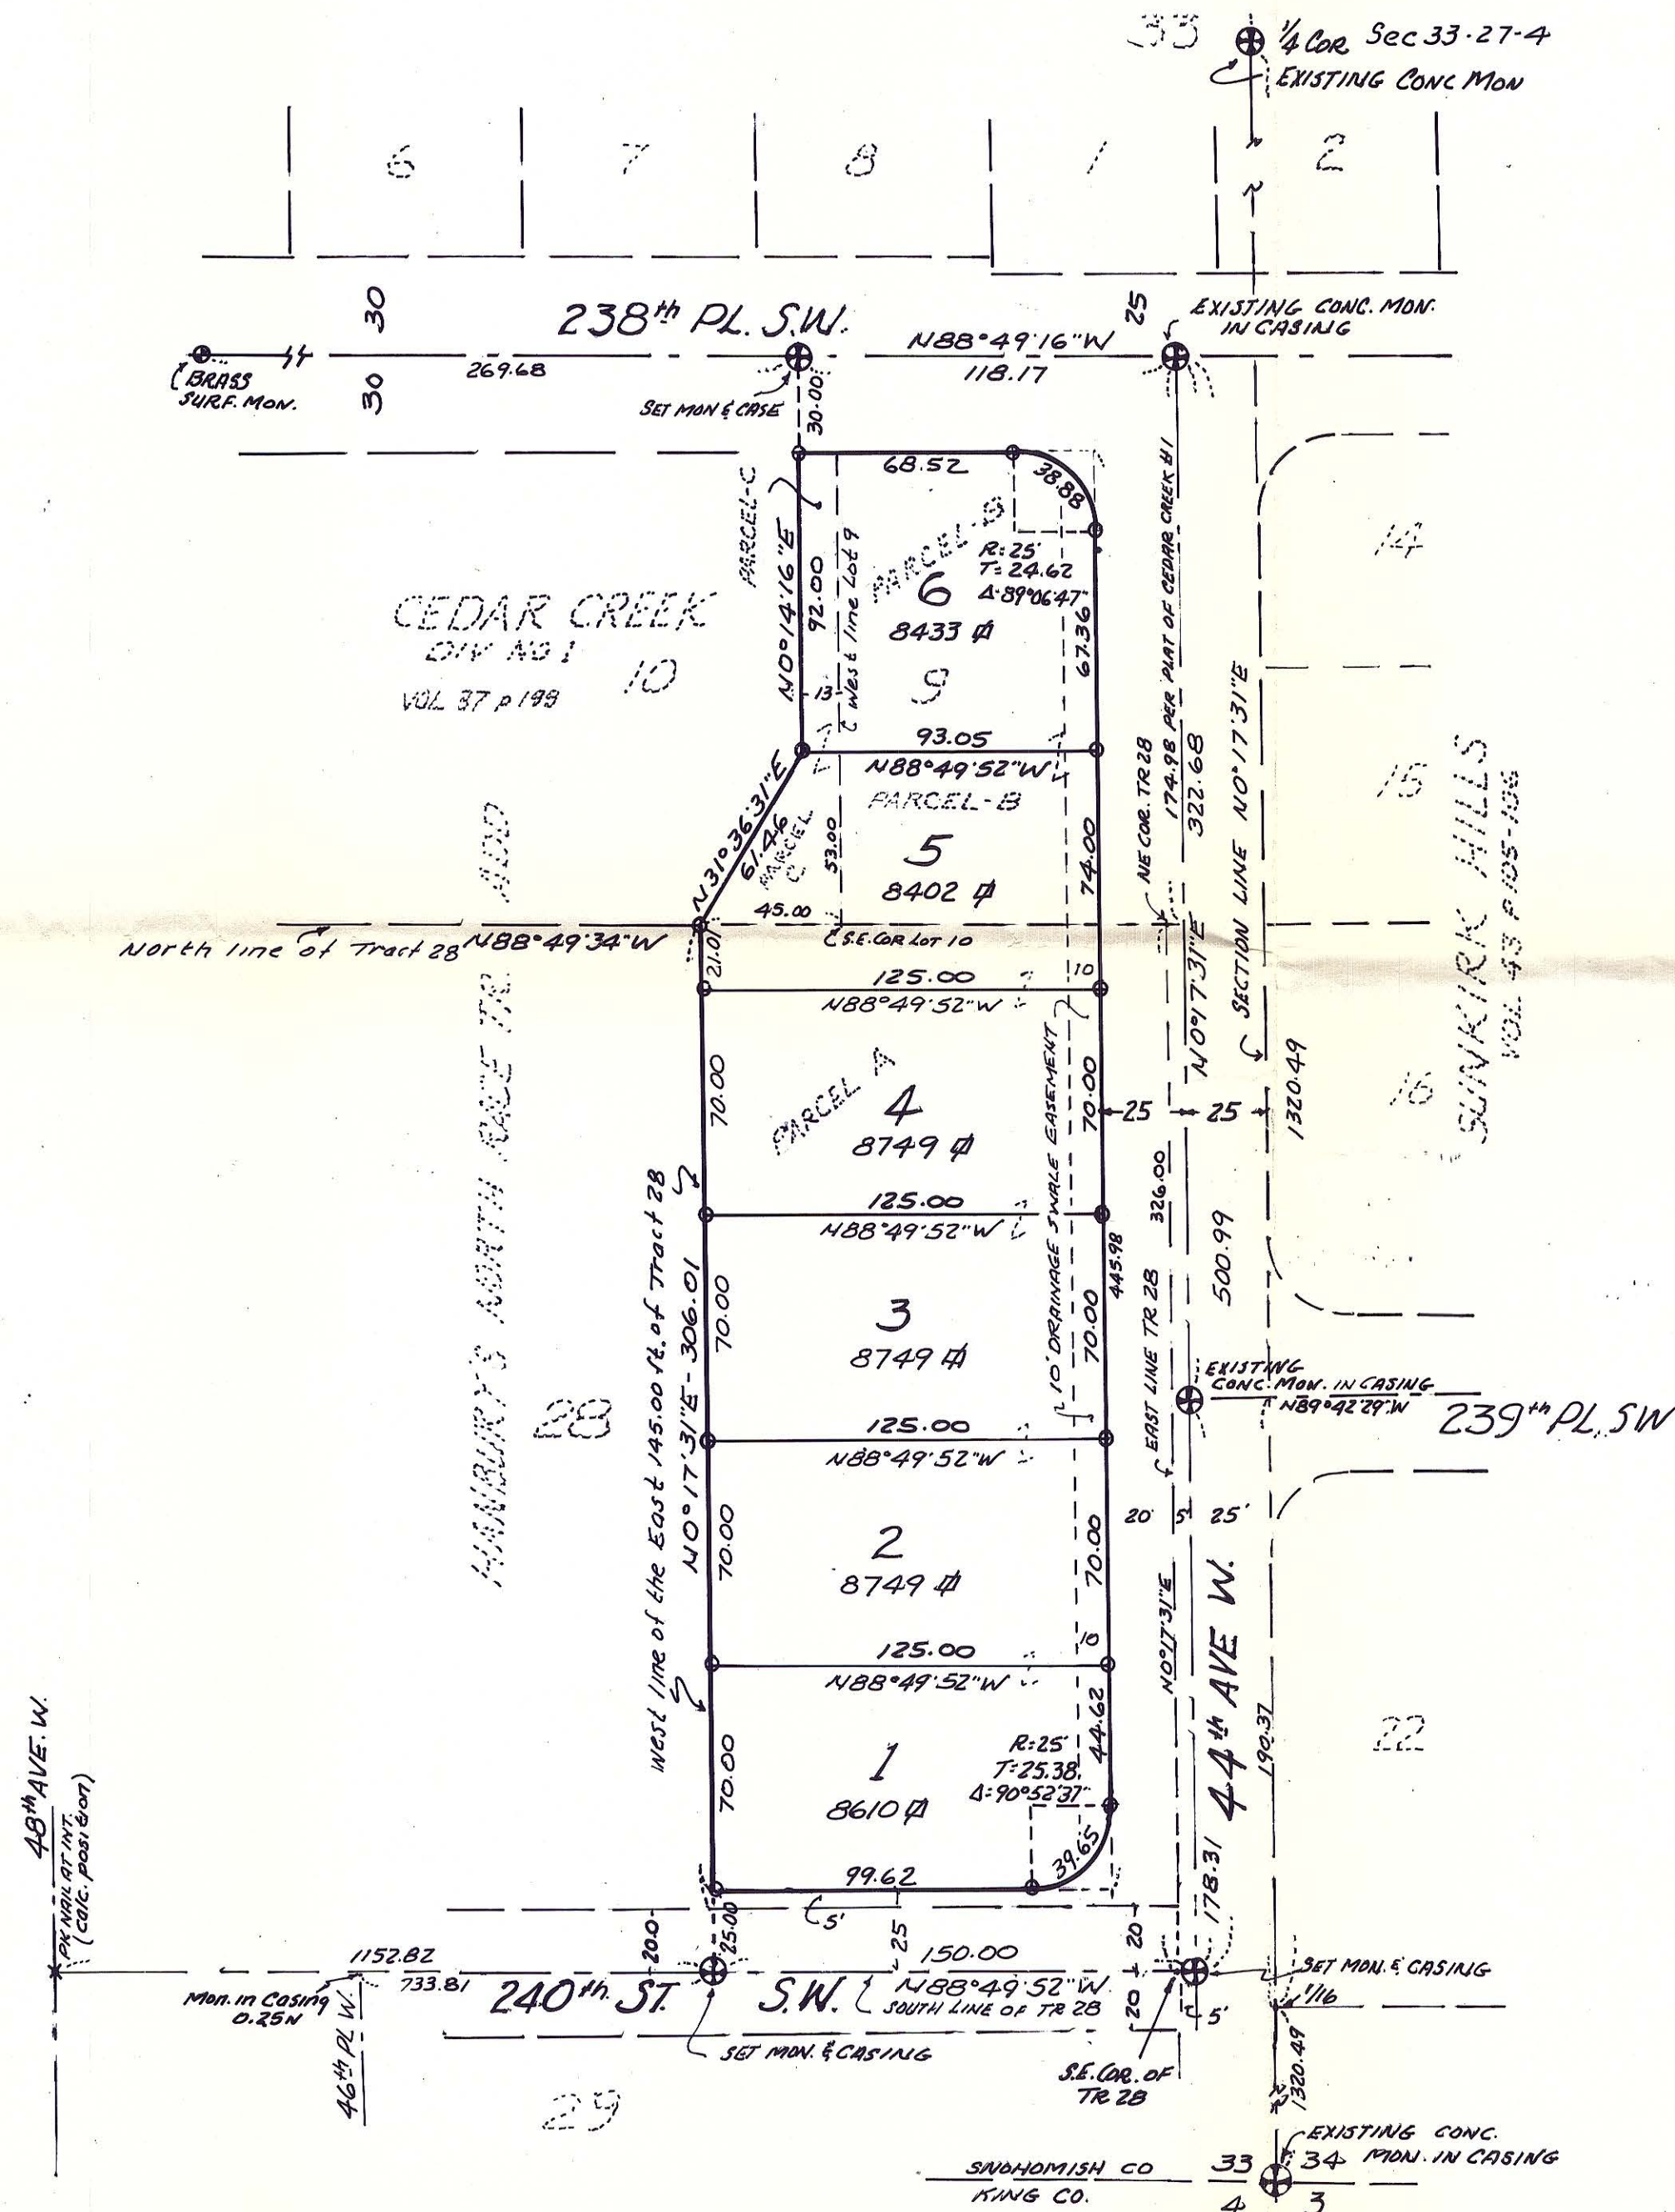 33
1/4 COR Sec 33-27-4
EXISTING CONC MON
6
7
8
1
2
30
30
238th PL. S.W.
25
EXISTING CONC. MON.
IN CASING
N88°49'16"W
118.17
269.68
BRASS
SURF. MON.
SET MON & CASE
30.00
68.52
38.88
PARCEL-C
N0°14'16"E
92.00
West line Lot 9
13
PARCEL-B
R=25'
T=24.62
Δ=89°06'47"
6
8433
9
67.36
CEDAR CREEK
DIV NO 1
10
VOL 37 p 199
174.98 PER PLAT OF CEDAR CREEK #1
322.68
SECTION LINE N0°17'31"E
14
15
16
SUNKIRK HILLS
VOL 43 P105-106
93.05
N88°49'52"W
PARCEL-B
N31°36'31"E
61.46
PARCEL
C
53.00
5
8402
74.00
NE COR. TR 28
45.00
S.E. COR LOT 10
North line of Tract 28
N88°49'34"W
21.01
125.00
10
N88°49'52"W
N0°17'31"E
HANBURY'S NORTH RACE TR. ADD
PARCEL A
4
8749
70.00
70.00
10' DRAINAGE SWALE EASEMENT
25
25
1320.49
125.00
N88°49'52"W
326.00
500.99
445.98
West line of the East 145.00 ft. of Tract 28
N0°17'31"E - 306.01
3
8749
70.00
70.00
EAST LINE TR 28
EXISTING
CONC. MON. IN CASING
N89°42'29"W
239th PL. SW
28
125.00
N88°49'52"W
2
8749
70.00
70.00
20'
5'
25'
10
125.00
N88°49'52"W
N0°17'31"E
44th AVE W.
190.37
22
1
8610
70.00
44.62
R=25'
T=25.38
Δ=90°52'37"
39.65
99.62
178.31
48th AVE. W.
PK NAIL AT INT.
(calc. position)
5'
20.0
25.00
25
20
1152.82
733.81
150.00
Mon. in Casing
0.25N
240th ST. S.W.
N88°49'52"W
SOUTH LINE OF TR 28
20
5'
SET MON. & CASING
1/16
46th PL W.
SET MON. & CASING
S.E. COR. OF
TR 28
1320.49
29
EXISTING CONC.
MON. IN CASING
SNOHOMISH CO
33
34
KING CO.
4
3